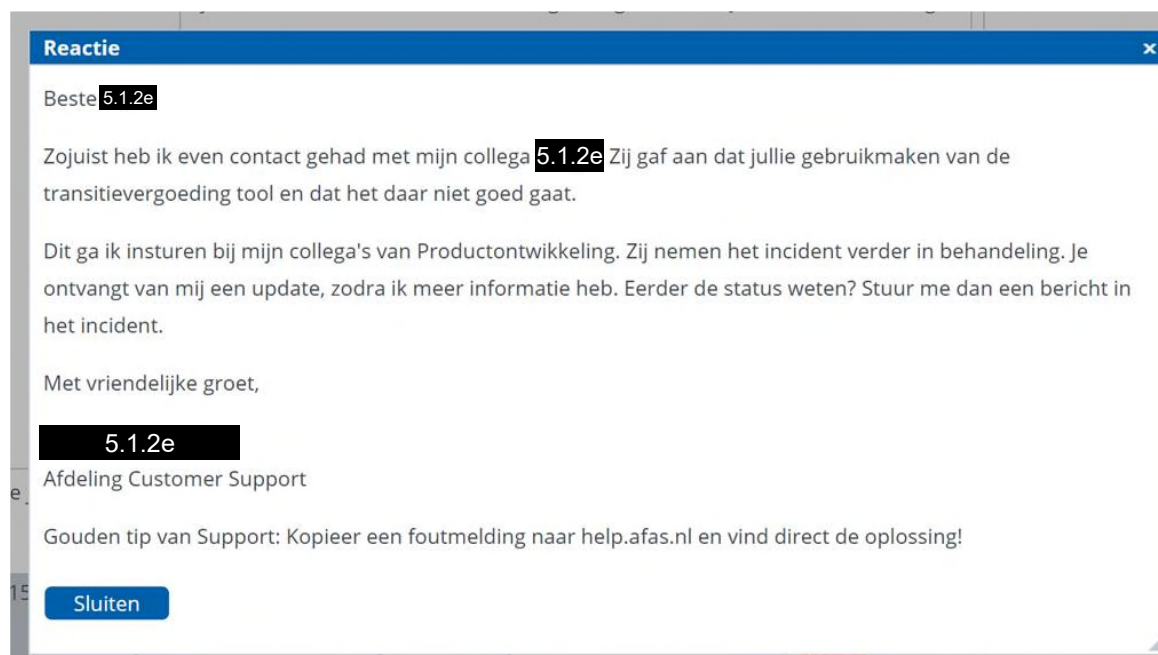 Reactie ×
Beste 5.1.2e
Zojuist heb ik even contact gehad met mijn collega 5.1.2e Zij gaf aan dat jullie gebruikmaken van de
transitievergoeding tool en dat het daar niet goed gaat.
Dit ga ik insturen bij mijn collega's van Productontwikkeling. Zij nemen het incident verder in behandeling. Je
ontvangt van mij een update, zodra ik meer informatie heb. Eerder de status weten? Stuur me dan een bericht in
het incident.
Met vriendelijke groet,
5.1.2e
Afdeling Customer Support
e
Gouden tip van Support: Kopieer een foutmelding naar help.afas.nl en vind direct de oplossing!
15
Sluiten